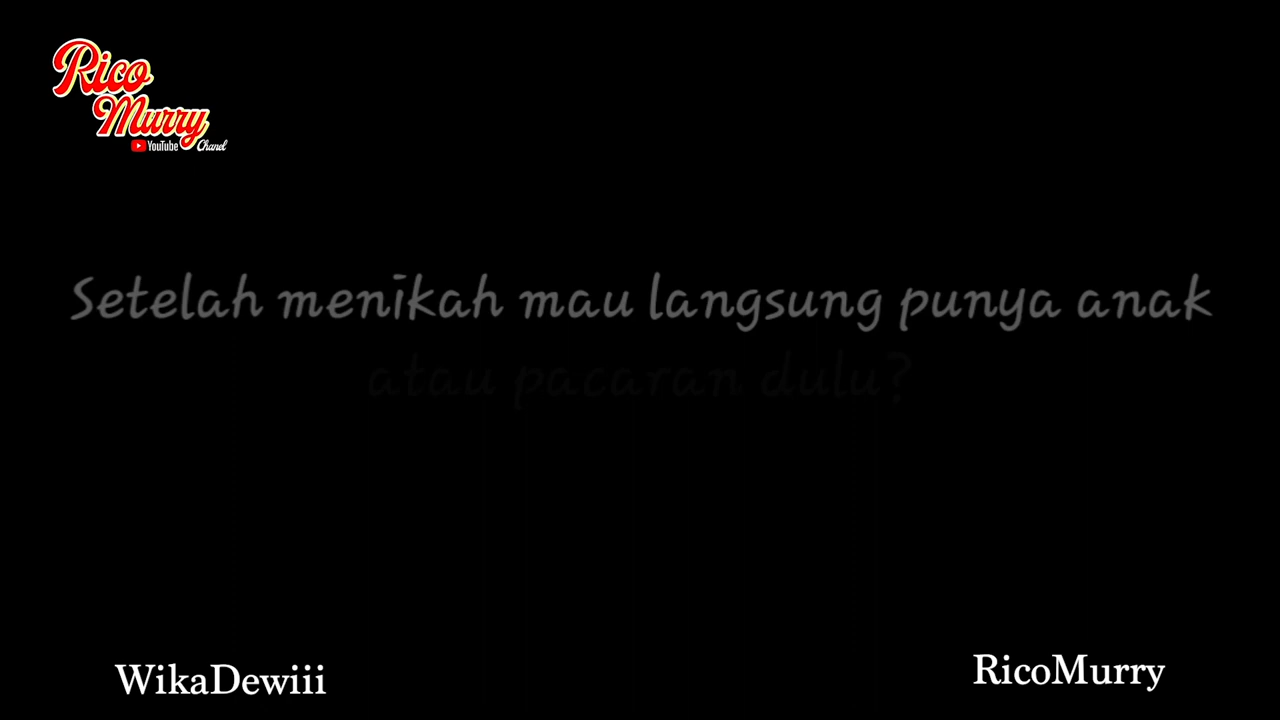 Rico
Murry
YouTube Chanel
Setelah menikah mau langsung punya anak
atau pacaran dulu?
WikaDewiii
RicoMurry